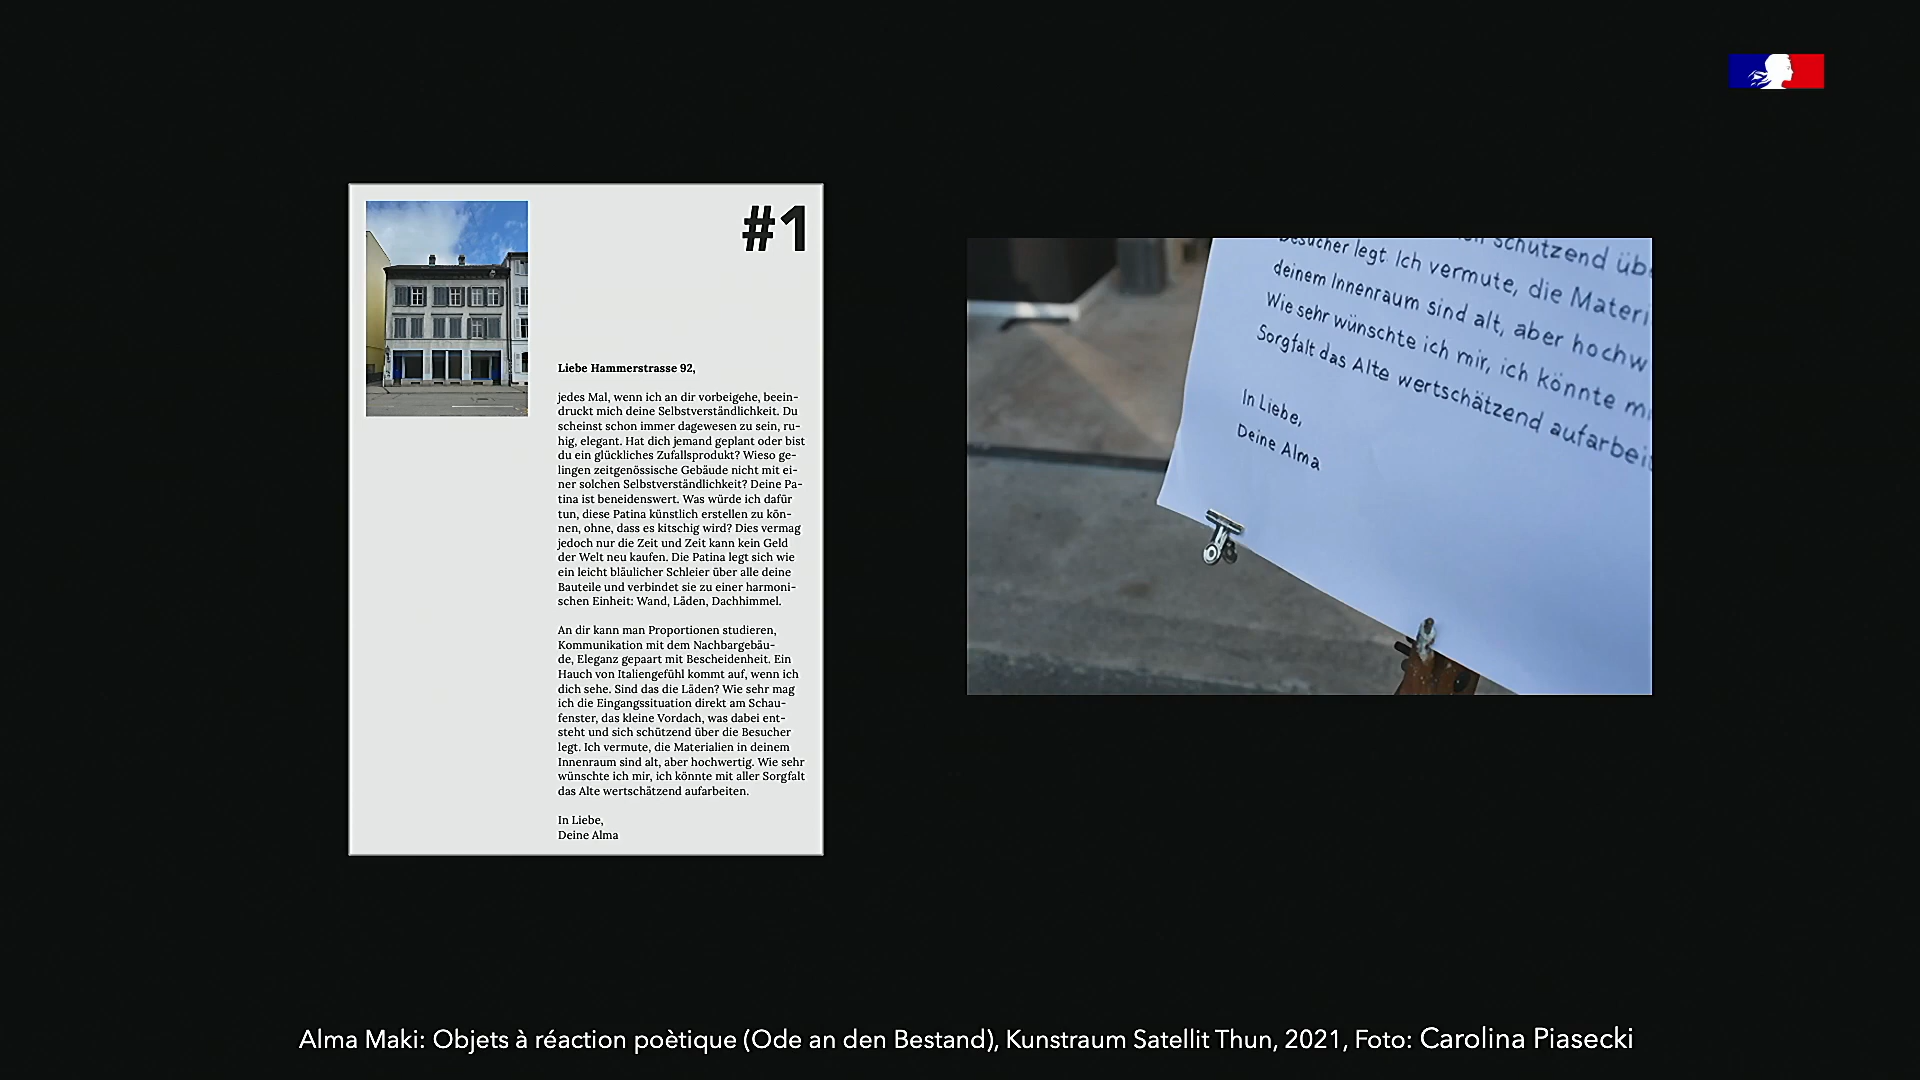 #1
Liebe Hammerstrasse 92,
jedes Mal, wenn ich an dir vorbeigehe, beein-
druckt mich deine Selbstverständlichkeit. Du
scheinst schon immer dagewesen zu sein, ru-
hig, elegant. Hat dich jemand geplant oder bist
du ein glückliches Zufallsprodukt? Wieso ge-
lingen zeitgenössische Gebäude nicht mit ei-
ner solchen Selbstverständlichkeit? Deine Pa-
tina ist beneidenswert. Was würde ich dafür
tun, diese Patina künstlich erstellen zu kön-
nen, ohne, dass es kitschig wird? Dies vermag
jedoch nur die Zeit und Zeit kann kein Geld
der Welt neu kaufen. Die Patina legt sich wie
ein leicht bläulicher Schleier über alle deine
Bauteile und verbindet sie zu einer harmoni-
schen Einheit: Wand, Läden, Dachhimmel.
An dir kann man Proportionen studieren,
Kommunikation mit dem Nachbargebäu-
de, Eleganz gepaart mit Bescheidenheit. Ein
Hauch von Italiengefühl kommt auf, wenn ich
dich sehe. Sind das die Läden? Wie sehr mag
ich die Eingangssituation direkt am Schau-
fenster, das kleine Vordach, was dabei ent-
steht und sich schützend über die Besucher
legt. Ich vermute, die Materialien in deinem
Innenraum sind alt, aber hochwertig. Wie sehr
wünschte ich mir, ich könnte mit aller Sorgfalt
das Alte wertschätzend aufarbeiten.
In Liebe,
Deine Alma
schützend üb
Besucher legt. Ich vermute, die Materi
deinem Innenraum sind alt, aber hochw
Wie sehr wünschte ich mir, ich könnte m
Sorgfalt das Alte wertschätzend aufarbeit
In Liebe,
Deine Alma
Alma Maki: Objets à réaction poètique (Ode an den Bestand), Kunstraum Satellit Thun, 2021, Foto: Carolina Piasecki